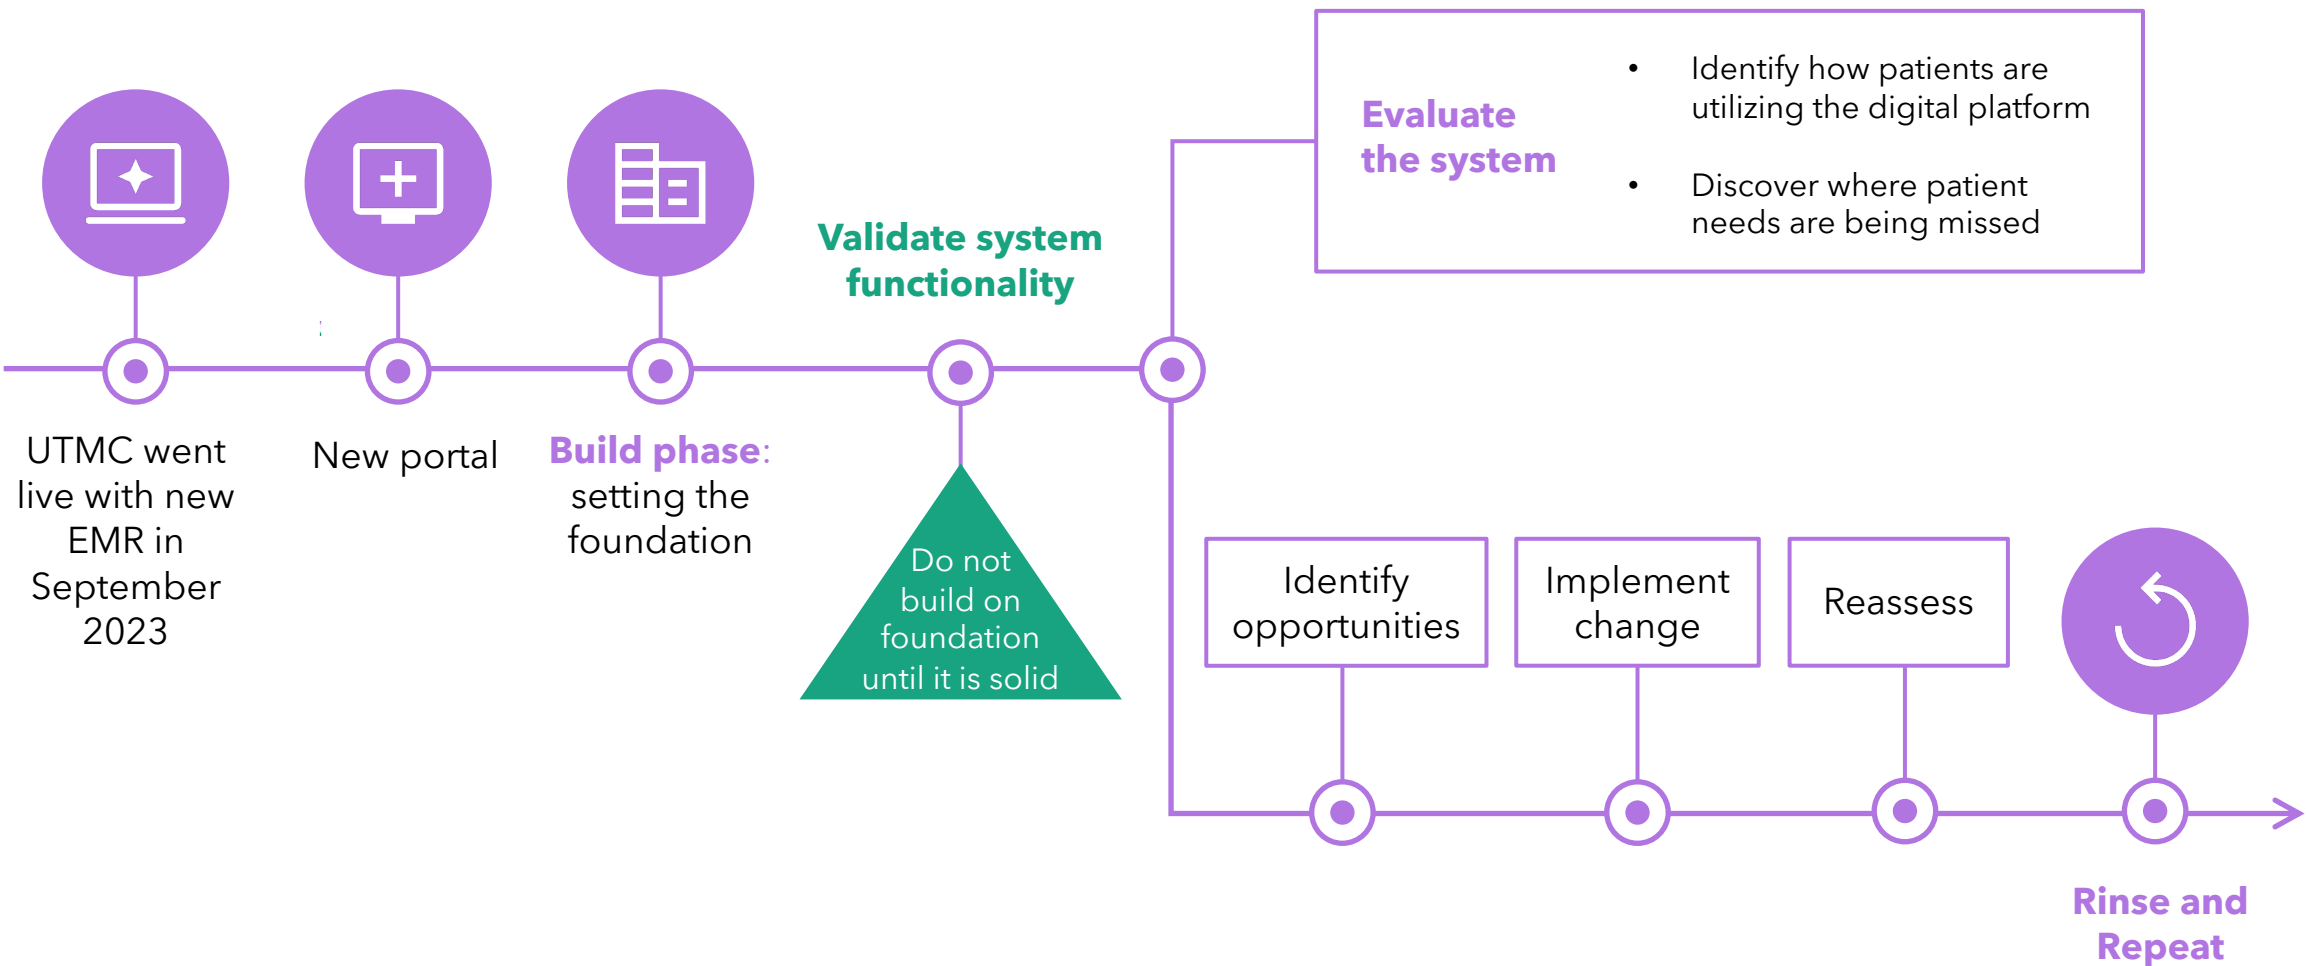 UTMC went
live with new
EMR in
September
2023
New portal
Build phase:
setting the
foundation
Validate system
functionality
Do not
build on
foundation
until it is solid
Evaluate
the system
• Identify how patients are
utilizing the digital platform
• Discover where patient
needs are being missed
Identify
opportunities
Implement
change
Reassess
Rinse and
Repeat